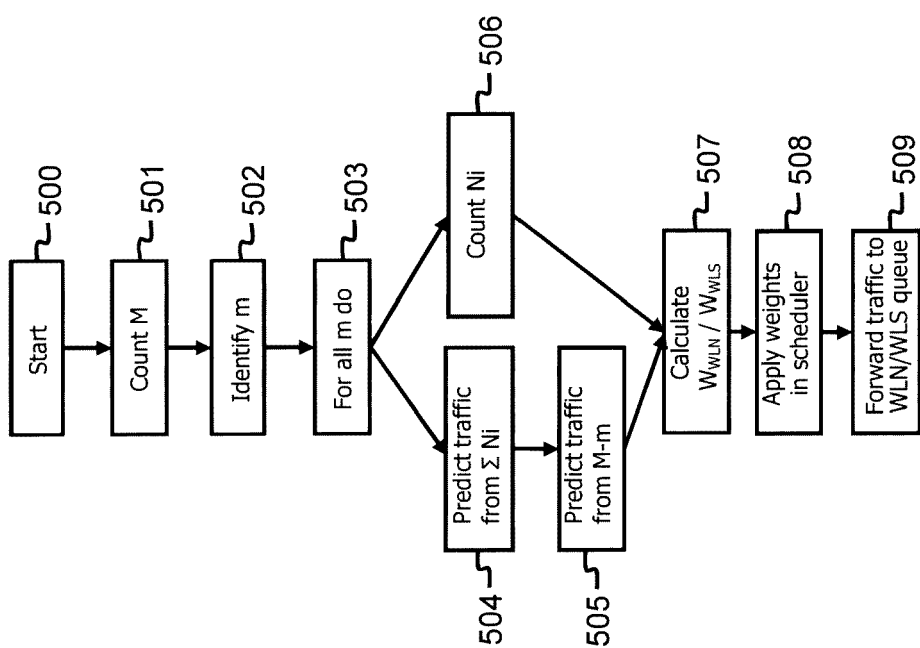 Start
500
Count M
501
Identify m
502
For all m do
503
Predict traffic
from Σ Ni
504
Predict traffic
from M-m
505
Count Ni
506
Calculate
WWLN / WWLS
507
Apply weights
in scheduler
508
Forward traffic to
WLN/WLS queue
509